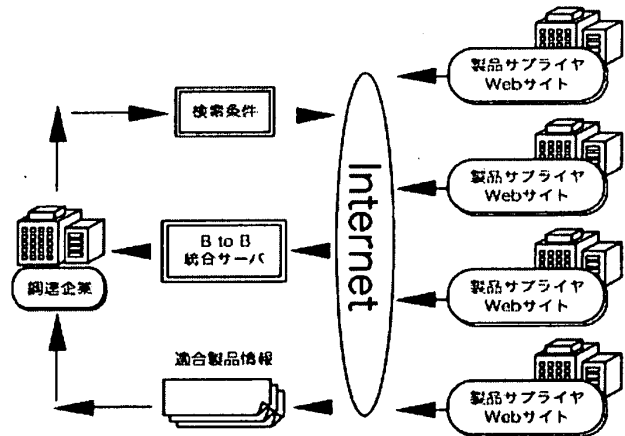 検索条件
Internet
B to B
統合サーバ
調達企業
適合製品情報
製品サプライヤ
Webサイト
製品サプライヤ
Webサイト
製品サプライヤ
Webサイト
製品サプライヤ
Webサイト